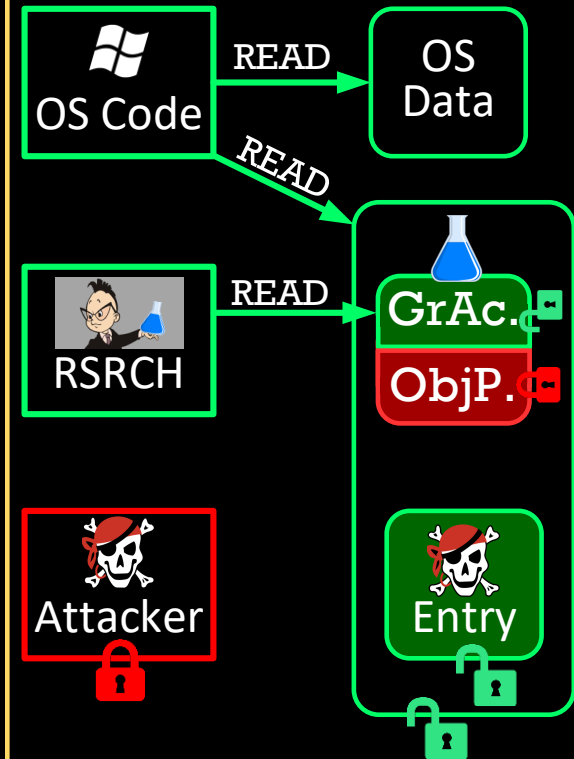 OS Code
READ
OS
Data
READ
RSRCH
READ
GrAc.
ObjP.
Attacker
Entry